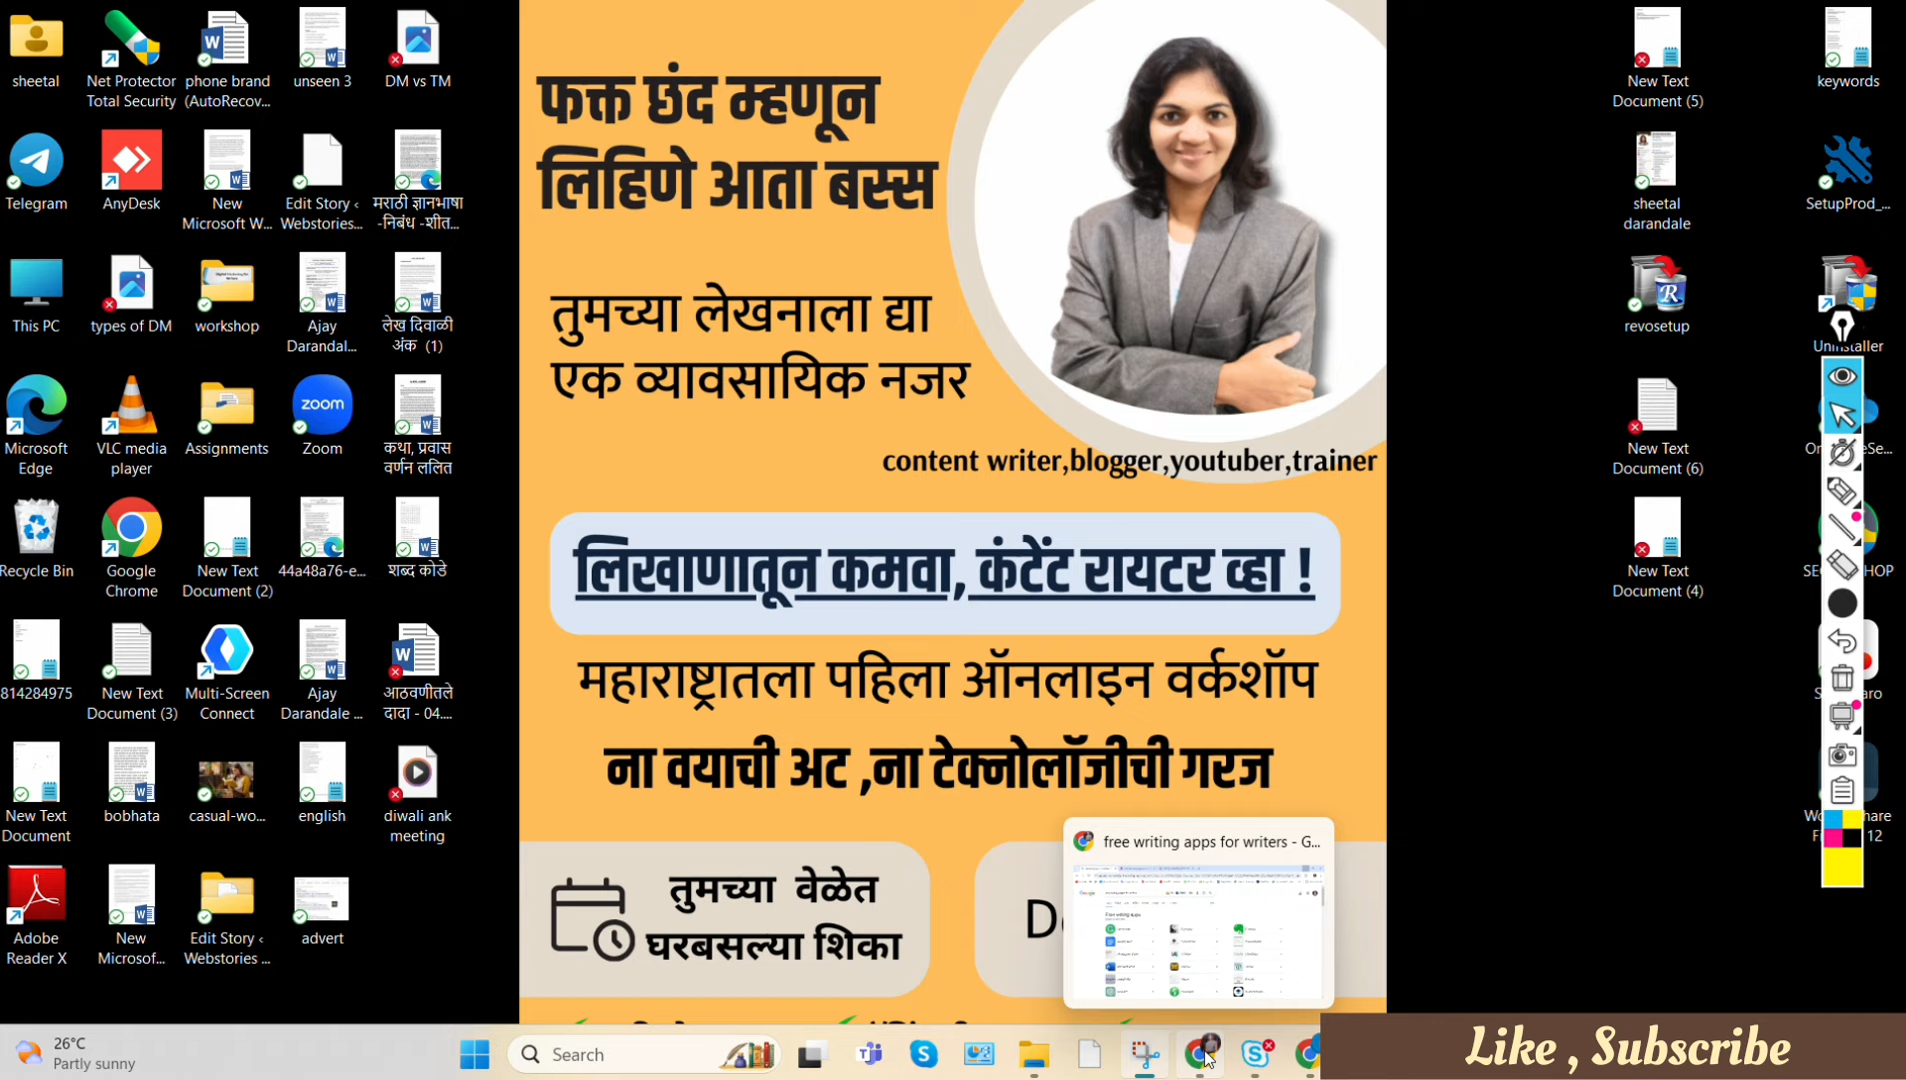 sheetal
Net Protector
Total Security
phone brand
(AutoRecov...
unseen 3
DM vs TM
Telegram
AnyDesk
New
Microsoft W...
Edit Story ‹
Webstories...
मराठी ज्ञानभाषा
-निबंध -शीत...
This PC
types of DM
workshop
Ajay
Darandal...
लेख दिवाळी
अंक (1)
Microsoft
Edge
VLC media
player
Assignments
zoom
Zoom
कथा, प्रवास
वर्णन ललित
Recycle Bin
Google
Chrome
New Text
Document (2)
44a48a76-e...
शब्द कोडे
814284975
New Text
Document (3)
Multi-Screen
Connect
Ajay
Darandale ...
आठवणीतले
दादा - 04....
New Text
Document
bobhata
casual-wo...
english
diwali ank
meeting
Adobe
Reader X
New
Microsof...
Edit Story ‹
Webstories ...
advert
फक्त छंद म्हणून
लिहिणे आता बस्स
तुमच्या लेखनाला द्या
एक व्यावसायिक नजर
content writer,blogger,youtuber,trainer
लिखाणातून कमवा, कंटेंट रायटर व्हा !
महाराष्ट्रातला पहिला ऑनलाइन वर्कशॉप
ना वयाची अट ,ना टेक्नोलॉजीची गरज
तुमच्या वेळेत
घरबसल्या शिका
free writing apps for writers - G...
New Text
Document (5)
keywords
sheetal
darandale
SetupProd_...
revosetup
Uninstaller
New Text
Document (6)
New Text
Document (4)
26°C
Partly sunny
Search
Like , Subscribe